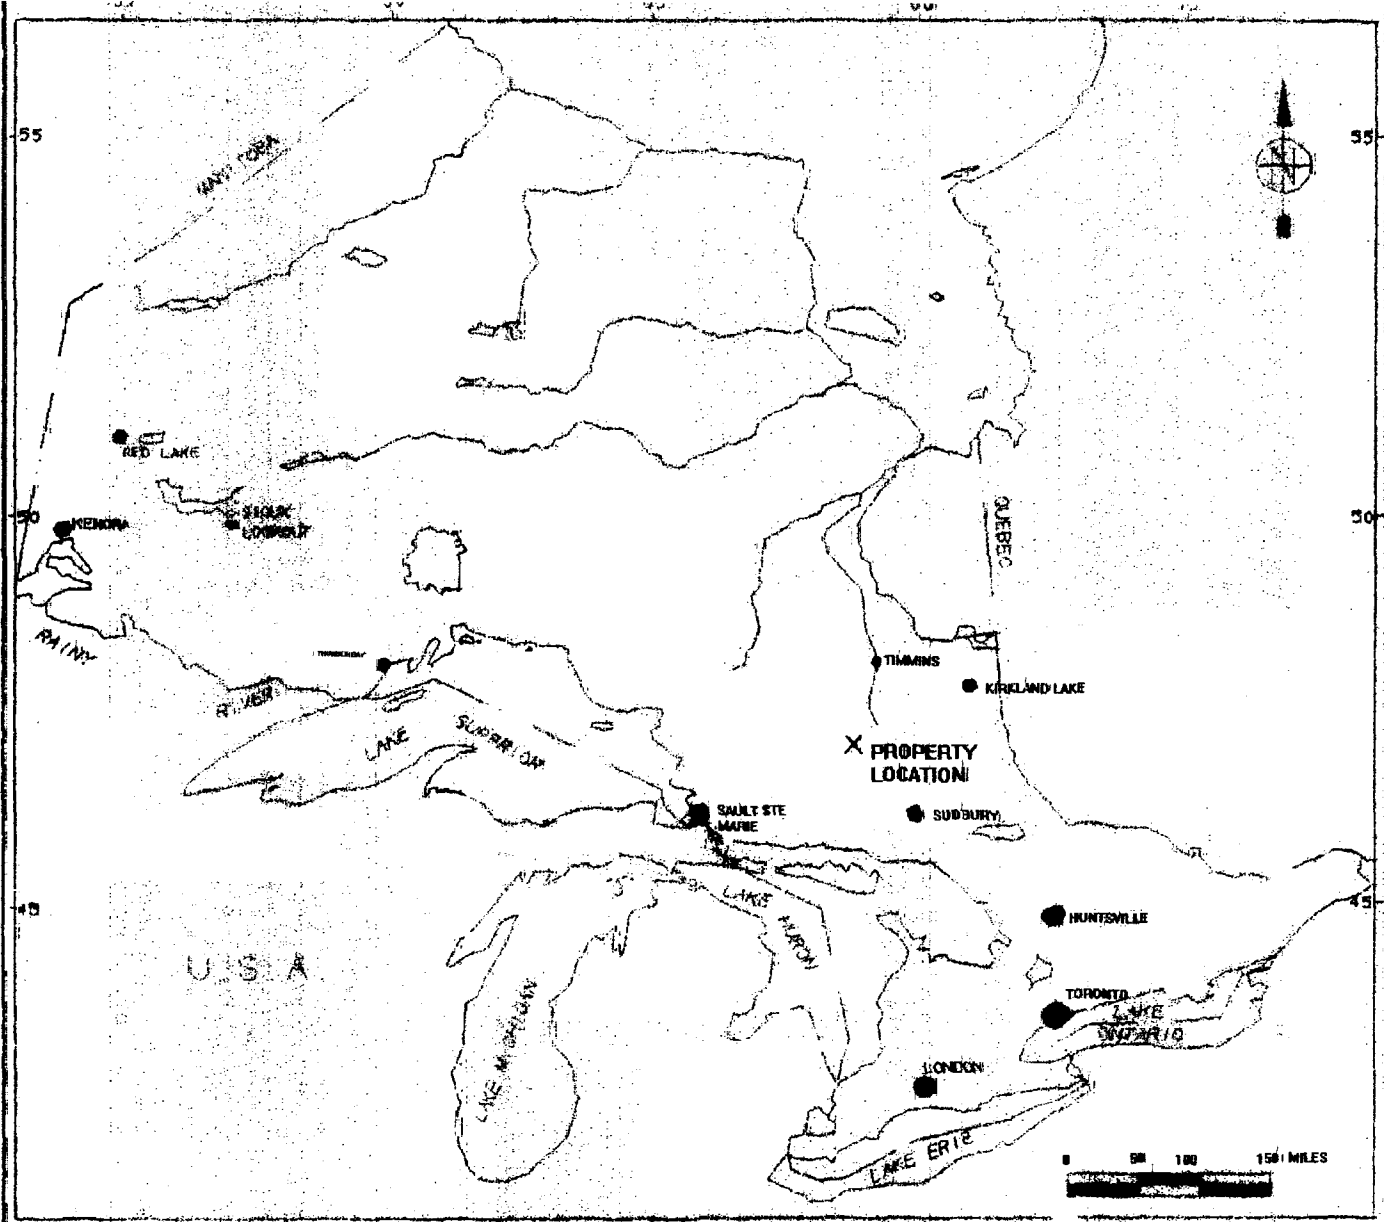 55
55
MANITOBA
N
RED LAKE
50
KENORA
SIOUX
LOOKOUT
50
QUEBEC
RAINY
RIVER
TIMMINS
KIRKLAND LAKE
LAKE
SUPERIOR
X
PROPERTY
LOCATION
SAULT STE
MARIE
SUDBURY
LAKE
HURON
45
45
HUNTSVILLE
U. S. A.
LAKE MICHIGAN
TORONTO
LAKE
ONTARIO
LONDON
LAKE ERIE
0 50 100 150 MILES